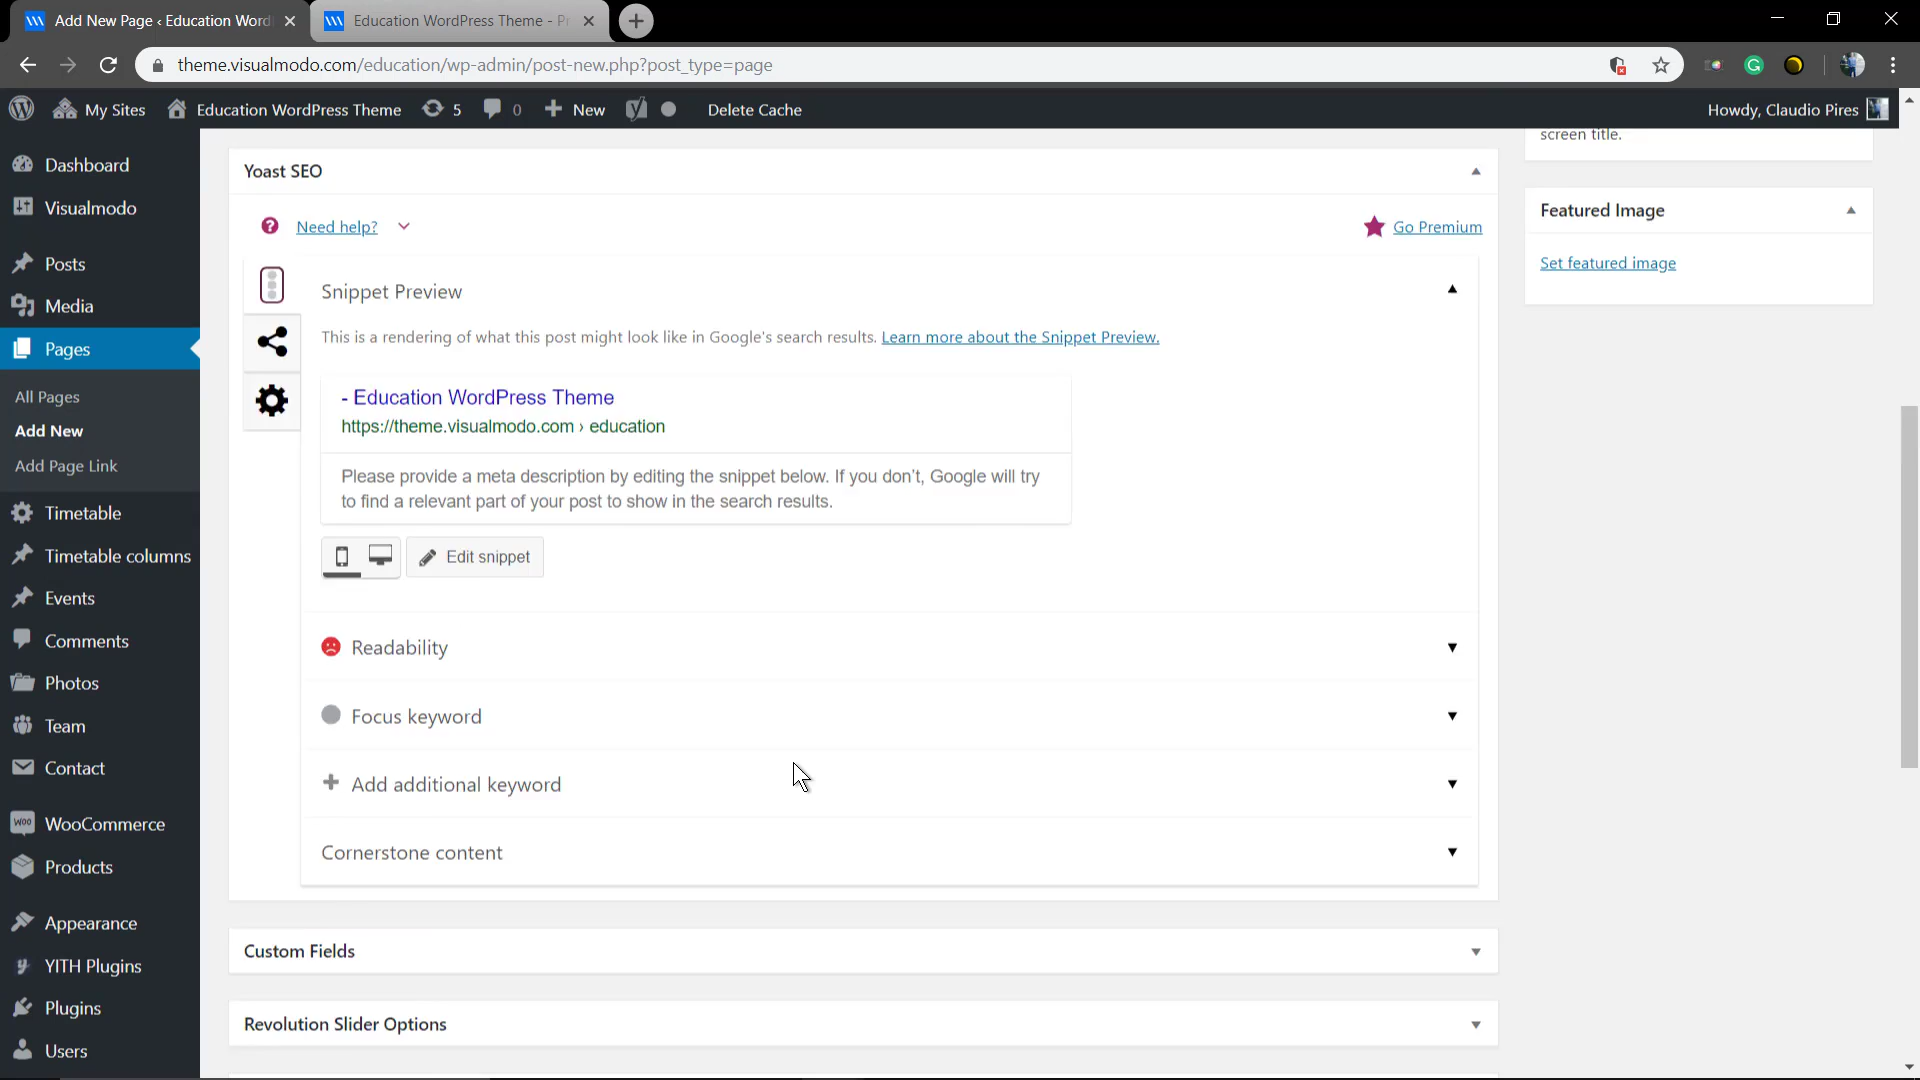 Add New Page ‹ Education Word
Education WordPress Theme - P
theme.visualmodo.com/education/wp-admin/post-new.php?post_type=page
My Sites
Education WordPress Theme
5
0
New
Delete Cache
Howdy, Claudio Pires
Dashboard
Visualmodo
Posts
Media
Pages
All Pages
Add New
Add Page Link
Timetable
Timetable columns
Events
Comments
Photos
Team
Contact
WOO
WooCommerce
Products
Appearance
YITH Plugins
Plugins
Users
Yoast SEO
Need help?
Go Premium
Snippet Preview
This is a rendering of what this post might look like in Google's search results. Learn more about the Snippet Preview.
- Education WordPress Theme
https://theme.visualmodo.com › education
Please provide a meta description by editing the snippet below. If you don’t, Google will try
to find a relevant part of your post to show in the search results.
Edit snippet
Readability
Focus keyword
Add additional keyword
Cornerstone content
Custom Fields
Revolution Slider Options
screen title.
Featured Image
Set featured image